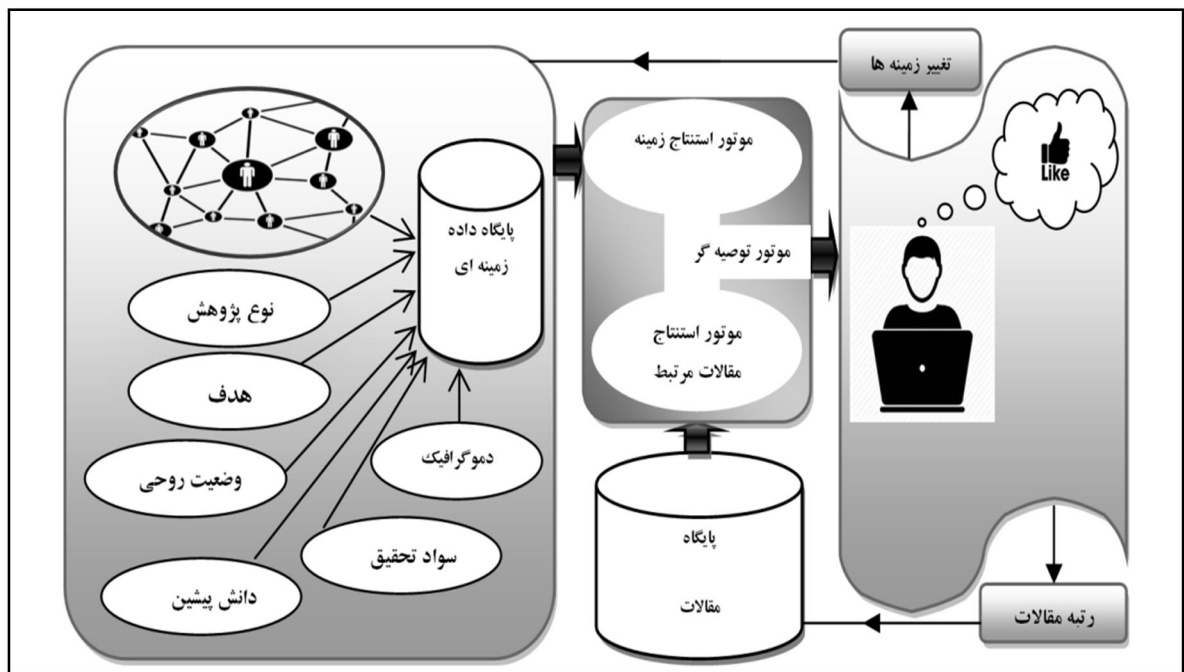 تغییر زمینه ها
Like
موتور استنتاج زمینه
موتور توصیه گر
موتور استنتاج
مقالات مرتبط
پایگاه داده
زمینه ای
نوع پژوهش
هدف
وضعیت روحی
دموگرافیک
سواد تحقیق
دانش پیشین
پایگاه
مقالات
رتبه مقالات